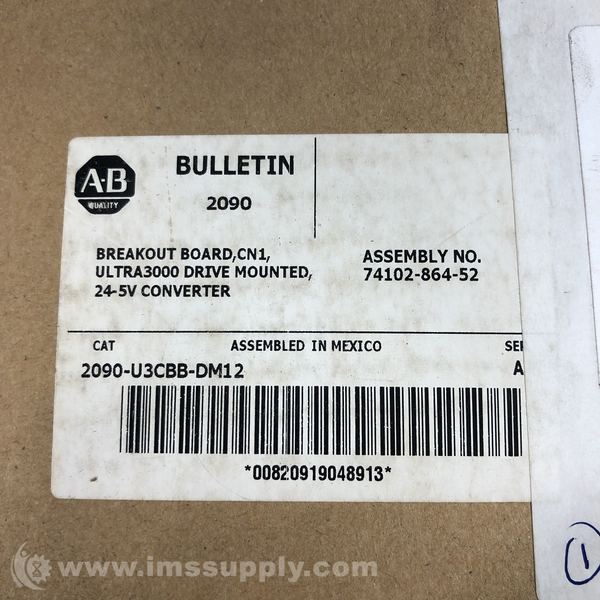 A-B
QUALITY
BULLETIN
2090
BREAKOUT BOARD,CN1,
ULTRA3000 DRIVE MOUNTED,
24-5V CONVERTER
ASSEMBLY NO.
74102-864-52
CAT
ASSEMBLED IN MEXICO
2090-U3CBB-DM12
A
*00820919048913*
1
www.imssupply.com